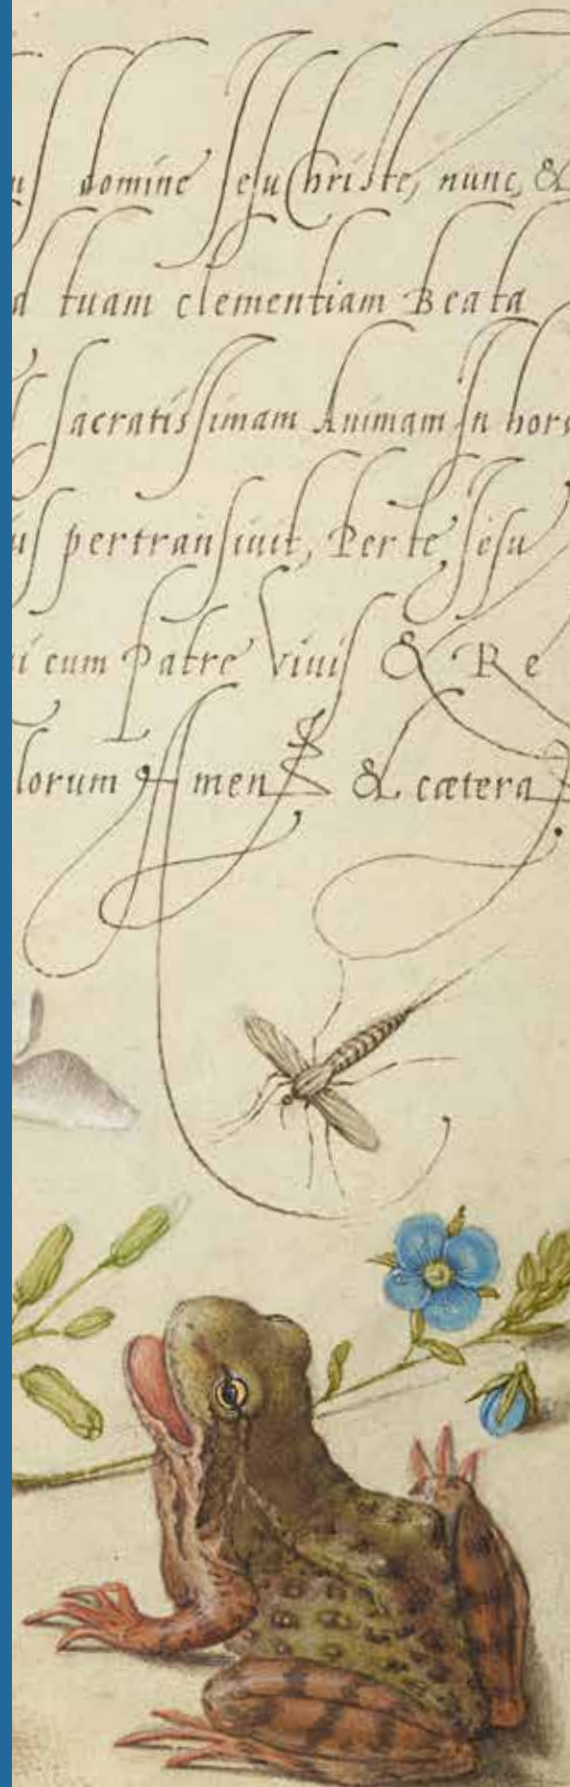 domine Jesu Christe, nunc, &
tuam clementiam Beata
sacratissimam Animam In hora
pertransiuit, Per te Jesu
cum Patre Viuis & Re
lorum Amen & cætera